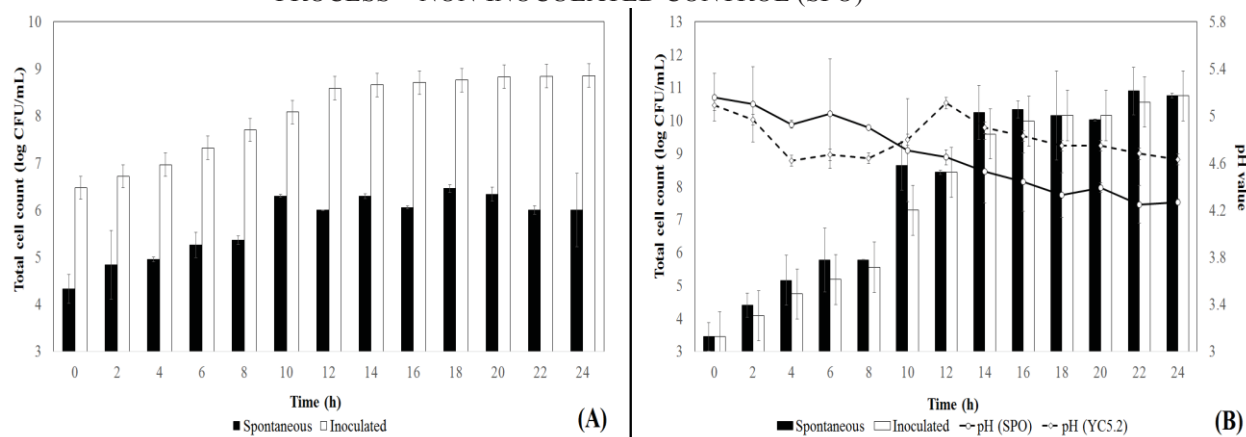 PROCESS – NON-INOCULATED CONTROL (SPO)
10
9
8
7
6
5
4
3
Total cell count (log CFU/mL)
0 2 4 6 8 10 12 14 16 18 20 22 24
Time (h)
Spontaneous Inoculated
(A)
13
12
11
10
9
8
7
6
5
4
3
Total cell count (log CFU/mL)
5.8
5.4
5
4.6
4.2
3.8
3.4
3
pH value
0 2 4 6 8 10 12 14 16 18 20 22 24
Time (h)
Spontaneous Inoculated pH (SPO) pH (YC5.2)
(B)